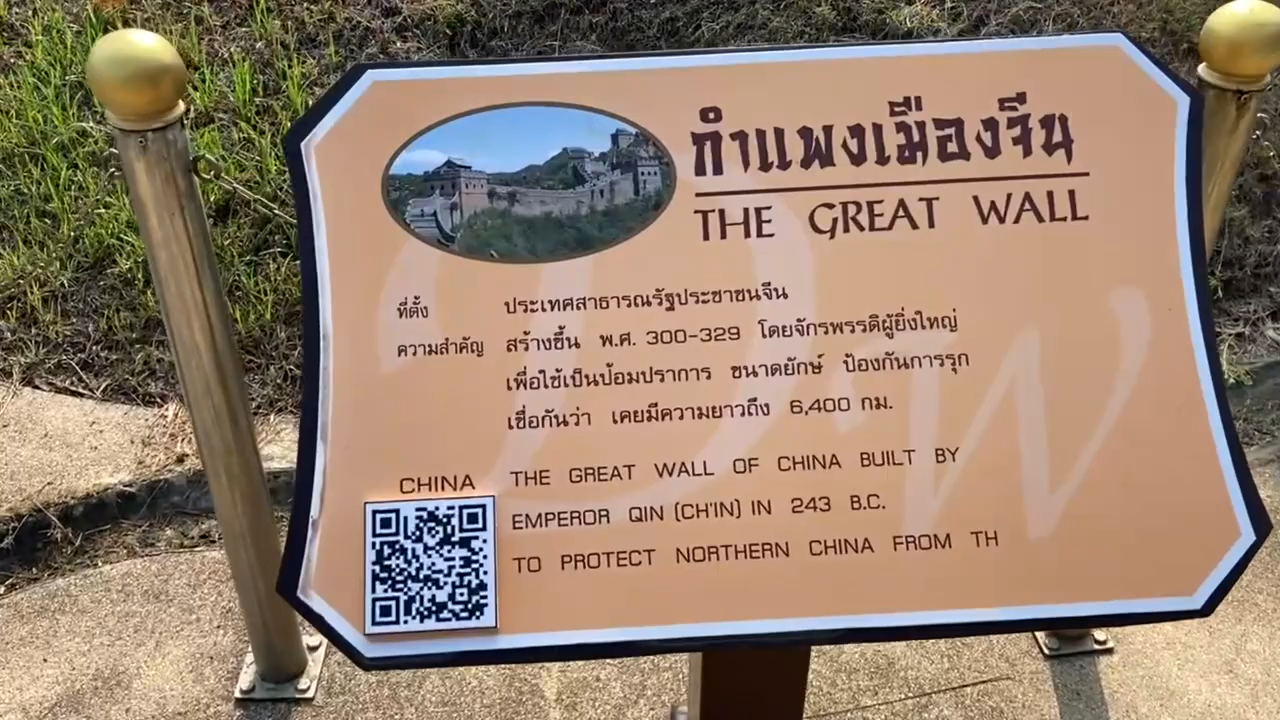 กำแพงเมืองจีน
THE GREAT WALL
ที่ตั้ง ประเทศสาธารณรัฐประชาชนจีน
ความสำคัญ สร้างขึ้น พ.ศ. 300-329 โดยจักรพรรดิผู้ยิ่งใหญ่
เพื่อใช้เป็นป้อมปราการ ขนาดยักษ์ ป้องกันการรุก
เชื่อกันว่า เคยมีความยาวถึง 6,400 กม.
CHINA
THE GREAT WALL OF CHINA BUILT BY
EMPEROR QIN (CH'IN) IN 243 B.C.
TO PROTECT NORTHERN CHINA FROM TH